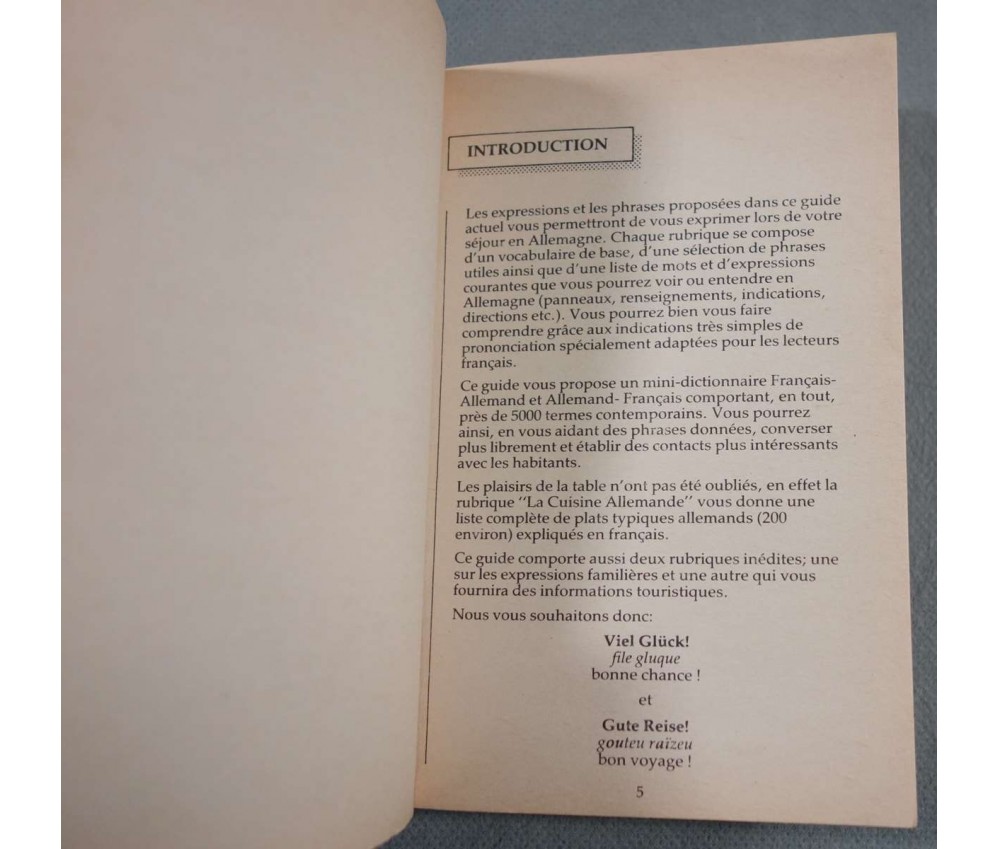 INTRODUCTION
Les expressions et les phrases proposées dans ce guide
actuel vous permettront de vous exprimer lors de votre
séjour en Allemagne. Chaque rubrique se compose
d'un vocabulaire de base, d'une sélection de phrases
utiles ainsi que d'une liste de mots et d'expressions
courantes que vous pourrez voir ou entendre en
Allemagne (panneaux, renseignements, indications,
directions etc.). Vous pourrez bien vous faire
comprendre grâce aux indications très simples de
prononciation spécialement adaptées pour les lecteurs
français.
Ce guide vous propose un mini-dictionnaire Français-
Allemand et Allemand- Français comportant, en tout,
près de 5000 termes contemporains. Vous pourrez
ainsi, en vous aidant des phrases données, converser
plus librement et établir des contacts plus intéressants
avec les habitants.
Les plaisirs de la table n'ont pas été oubliés, en effet la
rubrique "La Cuisine Allemande" vous donne une
liste complète de plats typiques allemands (200
environ) expliqués en français.
Ce guide comporte aussi deux rubriques inédites; une
sur les expressions familières et une autre qui vous
fournira des informations touristiques.
Nous vous souhaitons donc:
Viel Glück!
file gluque
bonne chance !
et
Gute Reise!
gouteu raïzeu
bon voyage !
5